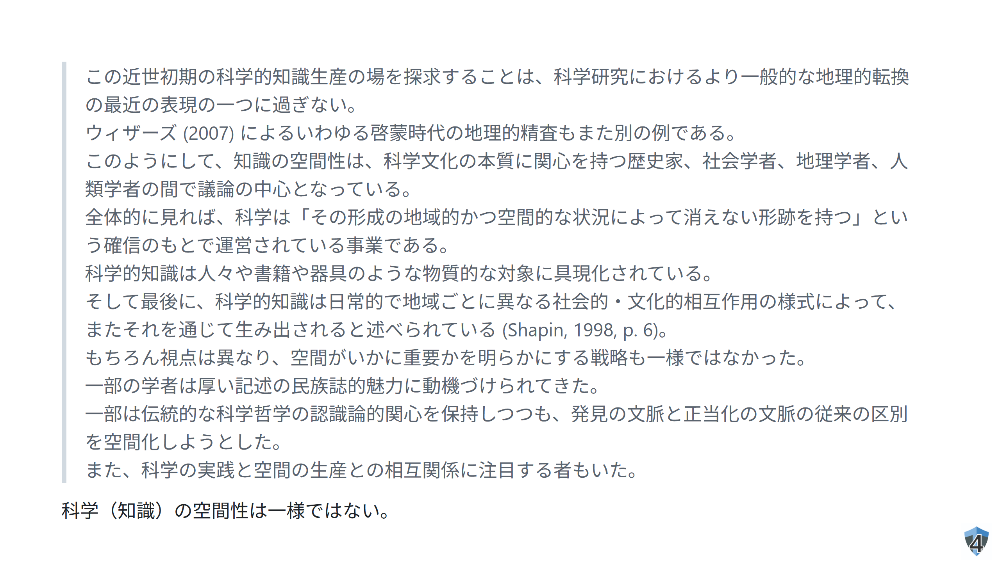 この近世初期の科学的知識生産の場を探求することは、科学研究におけるより一般的な地理的転換
の最近の表現の一つに過ぎない。
ウィザーズ (2007) によるいわゆる啓蒙時代の地理的精査もまた別の例である。
このようにして、知識の空間性は、科学文化の本質に関心を持つ歴史家、社会学者、地理学者、人
類学者の間で議論の中心となっている。
全体的に見れば、科学は「その形成の地域的かつ空間的な状況によって消えない形跡を持つ」とい
う確信のもとで運営されている事業である。
科学的知識は人々や書籍や器具のような物質的な対象に具現化されている。
そして最後に、科学的知識は日常的で地域ごとに異なる社会的・文化的相互作用の様式によって、
またそれを通じて生み出されると述べられている (Shapin, 1998, p. 6)。
もちろん視点は異なり、空間がいかに重要かを明らかにする戦略も一様ではなかった。
一部の学者は厚い記述の民族誌的魅力に動機づけられてきた。
一部は伝統的な科学哲学の認識論的関心を保持しつつも、発見の文脈と正当化の文脈の従来の区別
を空間化しようとした。
また、科学の実践と空間の生産との相互関係に注目する者もいた。
科学（知識）の空間性は一様ではない。
4